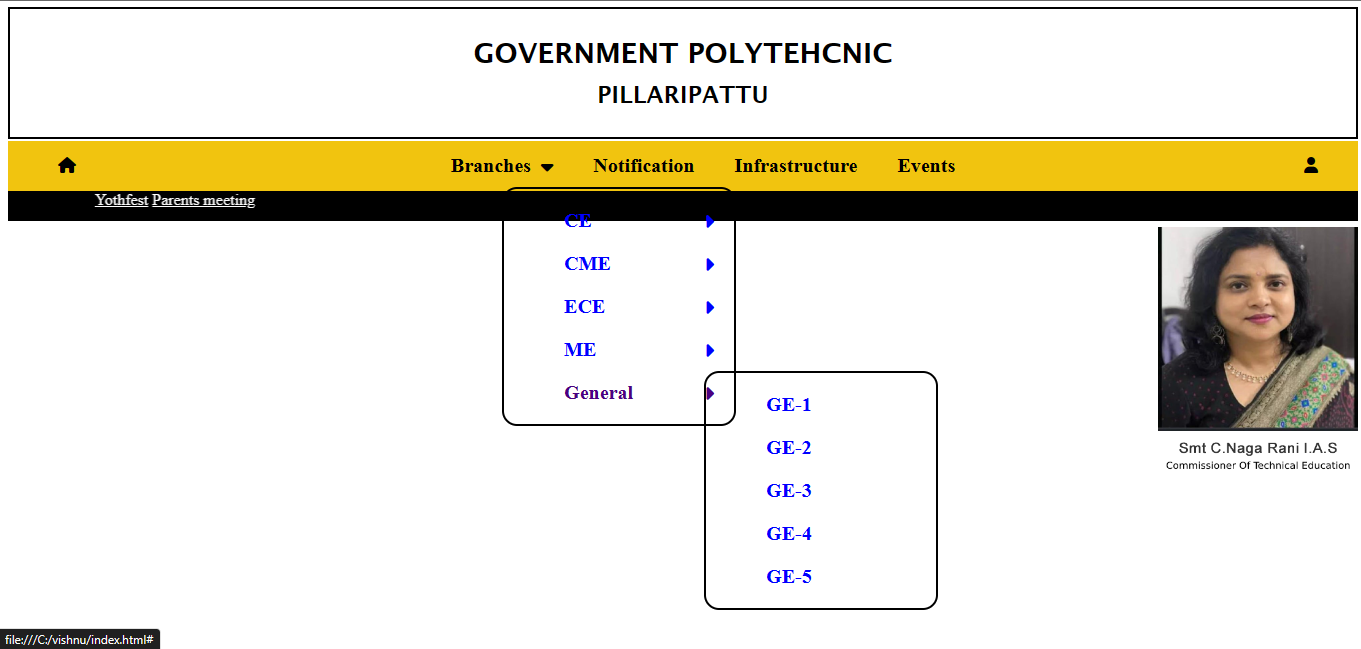 GOVERNMENT POLYTEHCNIC
PILLARIPATTU
Branches Notification Infrastructure Events
Yothfest Parents meeting
CE
CME
ECE
ME
General
GE-1
GE-2
GE-3
GE-4
GE-5
Smt C.Naga Rani I.A.S
Commissioner Of Technical Education
file:///C:/vishnu/index.html#